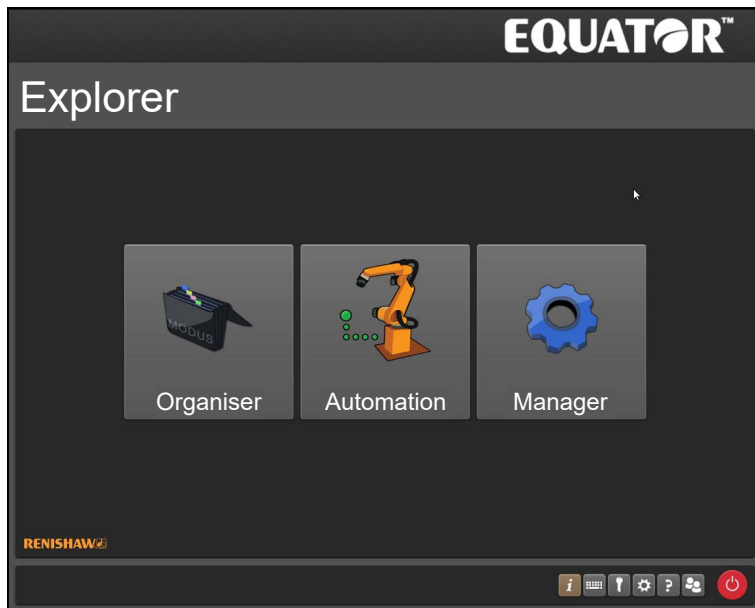 EQUATOR™
Explorer
MODUS
Organiser
Automation
Manager
RENISHAW
i
?